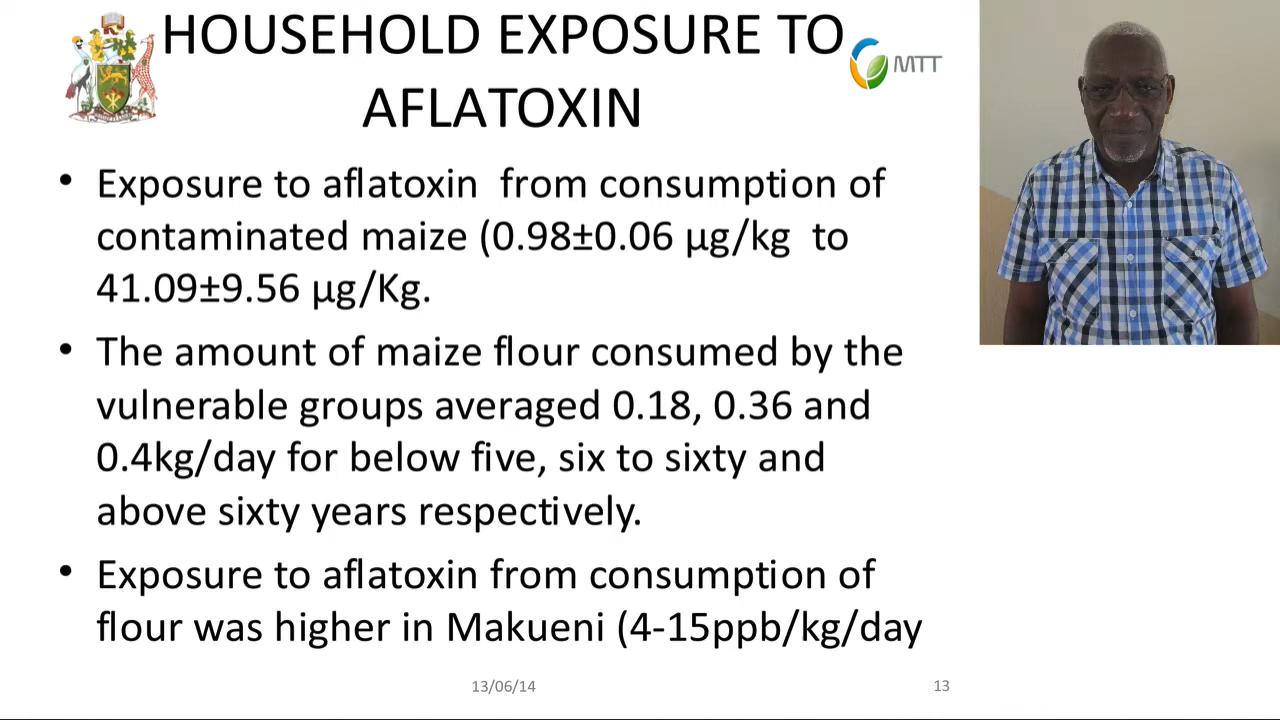 HOUSEHOLD EXPOSURE TO
AFLATOXIN
MTT
• Exposure to aflatoxin from consumption of
contaminated maize (0.98±0.06 µg/kg to
41.09±9.56 µg/Kg.
• The amount of maize flour consumed by the
vulnerable groups averaged 0.18, 0.36 and
0.4kg/day for below five, six to sixty and
above sixty years respectively.
• Exposure to aflatoxin from consumption of
flour was higher in Makueni (4-15ppb/kg/day
13/06/14
13